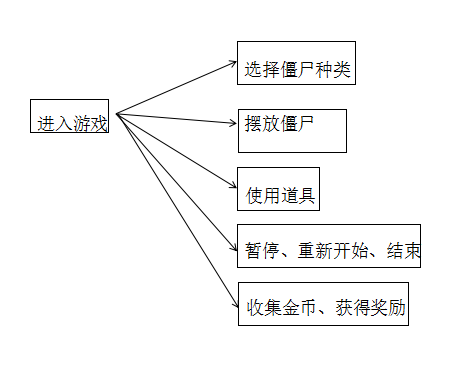 进入游戏
选择僵尸种类
摆放僵尸
使用道具
暂停、重新开始、结束
收集金币、获得奖励